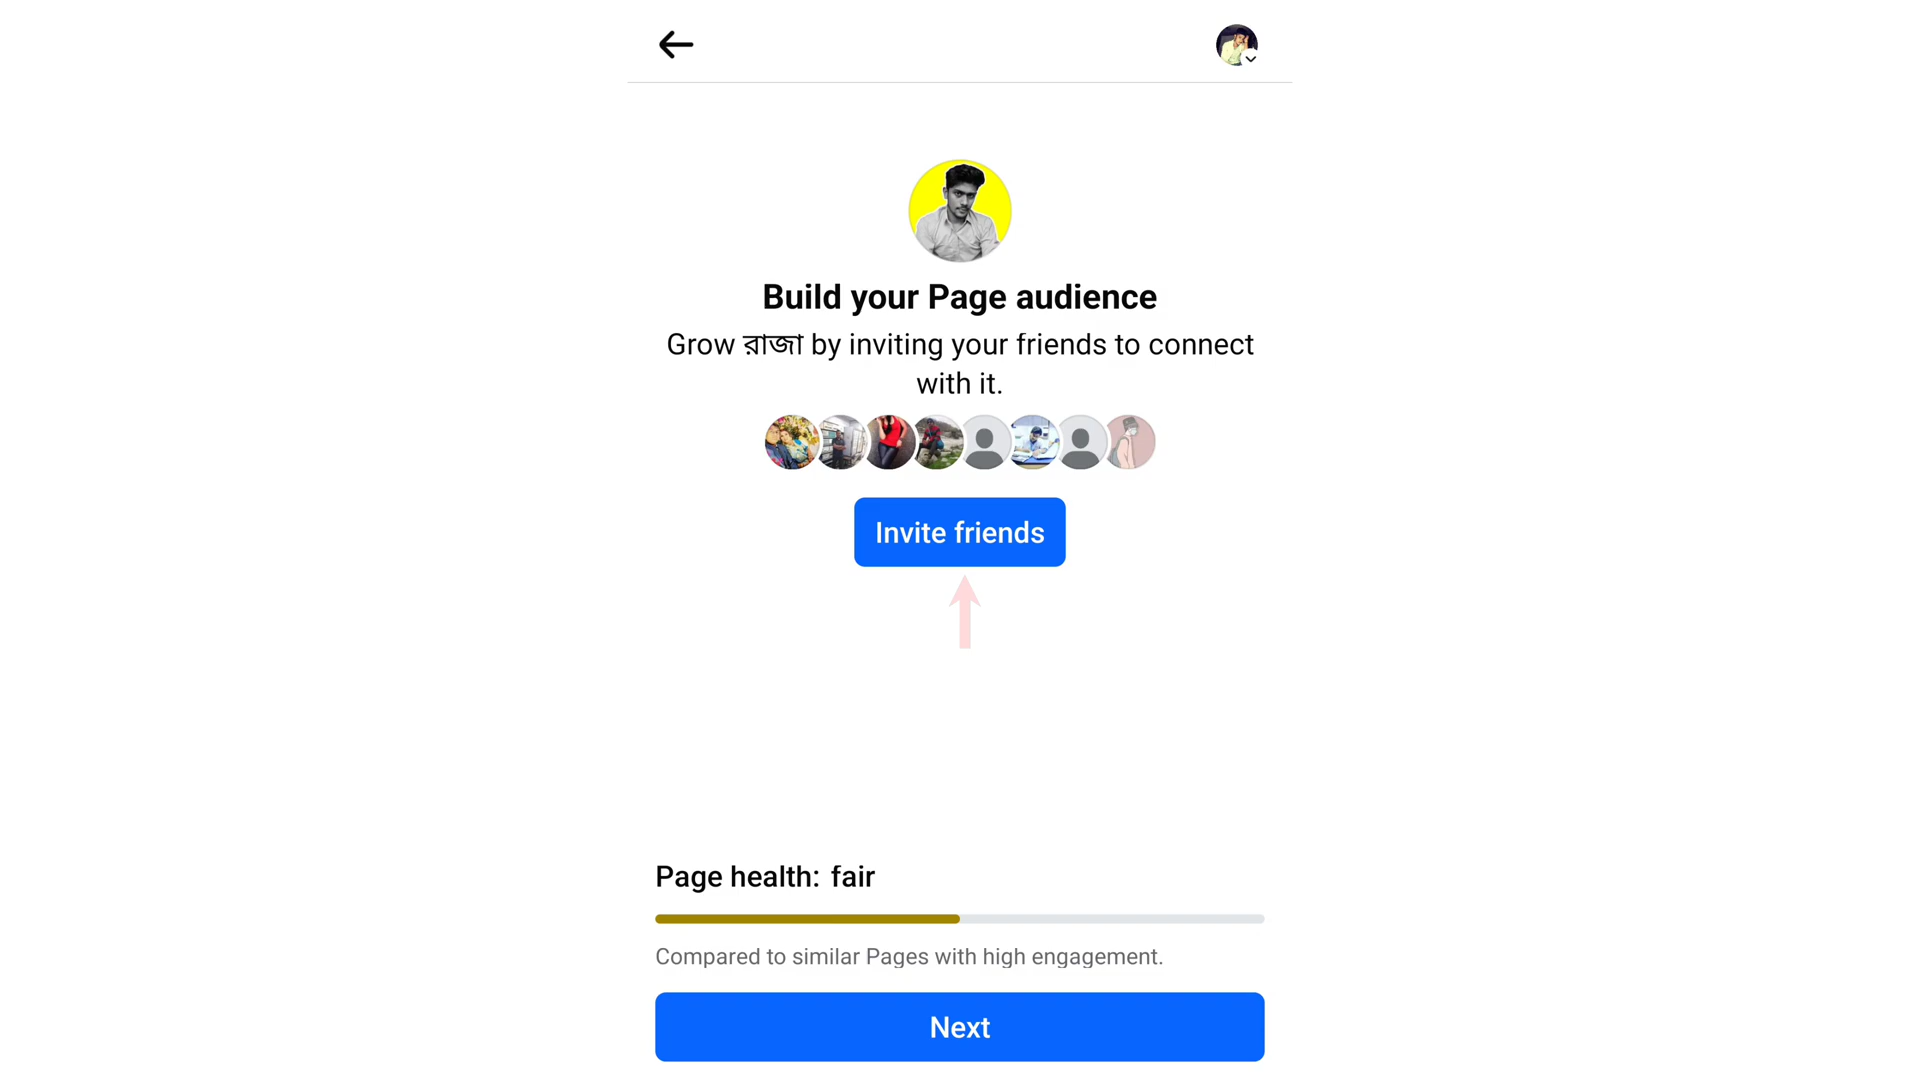 Build your Page audience
Grow রাজা by inviting your friends to connect
with it.
Invite friends
Page health: fair
Compared to similar Pages with high engagement.
Next